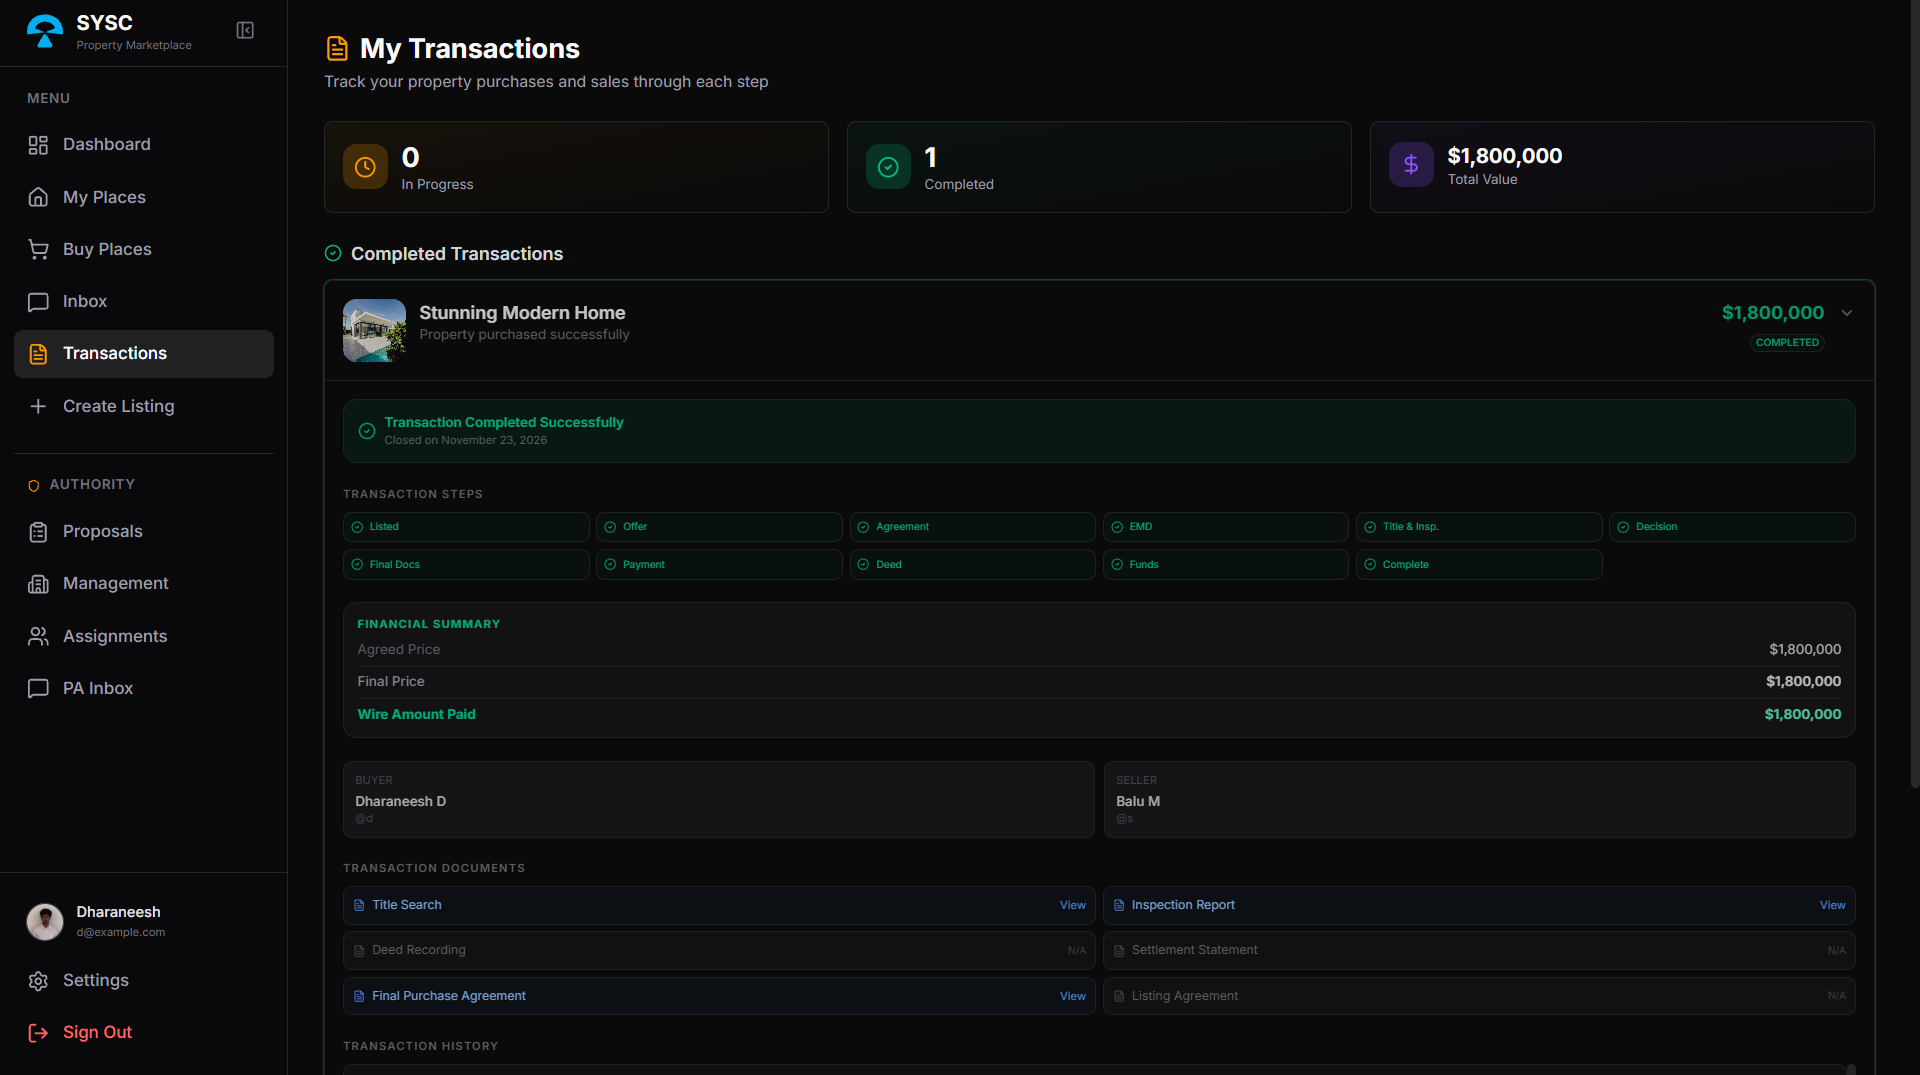 SYSC
Property Marketplace
MENU
Dashboard
My Places
Buy Places
Inbox
Transactions
Create Listing
AUTHORITY
Proposals
Management
Assignments
PA Inbox
Dharaneesh
d@example.com
Settings
Sign Out
My Transactions
Track your property purchases and sales through each step
0
In Progress
1
Completed
$1,800,000
Total Value
Completed Transactions
Stunning Modern Home
Property purchased successfully
$1,800,000
COMPLETED
Transaction Completed Successfully
Closed on November 23, 2026
TRANSACTION STEPS
Listed
Offer
Agreement
EMD
Title & Insp.
Decision
Final Docs
Payment
Deed
Funds
Complete
FINANCIAL SUMMARY
Agreed Price $1,800,000
Final Price $1,800,000
Wire Amount Paid $1,800,000
BUYER
Dharaneesh D
@d
SELLER
Balu M
@s
TRANSACTION DOCUMENTS
Title Search View
Inspection Report View
Deed Recording N/A
Settlement Statement N/A
Final Purchase Agreement View
Listing Agreement N/A
TRANSACTION HISTORY